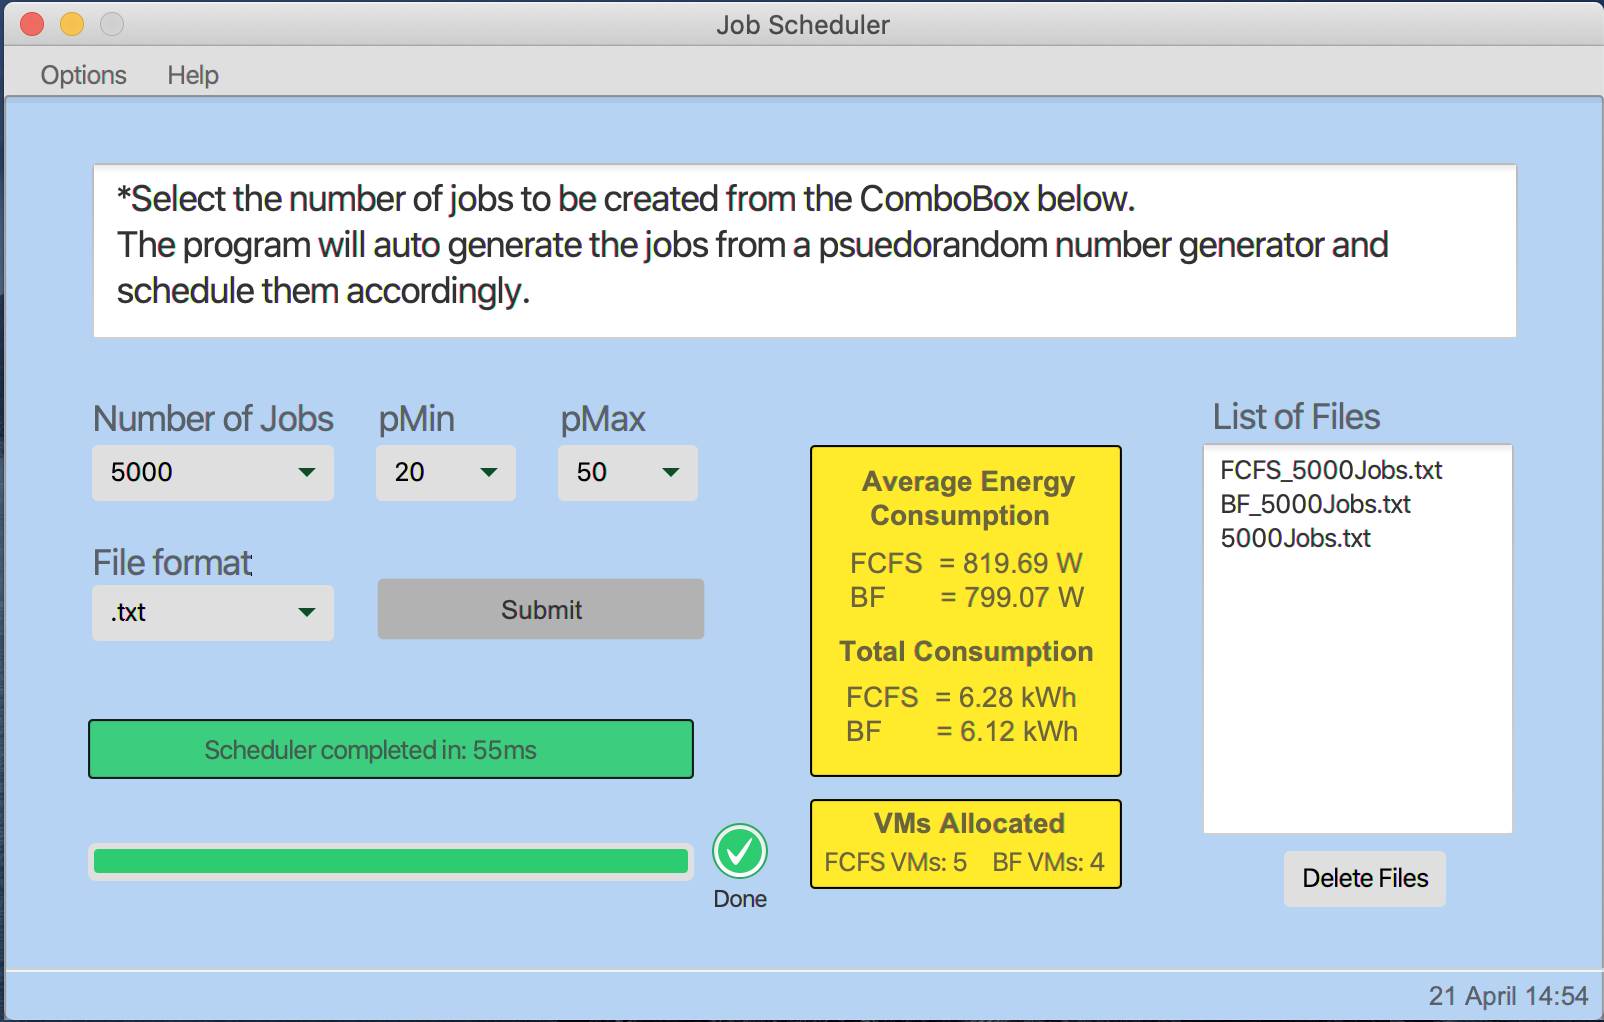 Job Scheduler
Options Help
*Select the number of jobs to be created from the ComboBox below.
The program will auto generate the jobs from a psuedorandom number generator and
schedule them accordingly.
Number of Jobs pMin pMax
5000 20 50
File format
.txt
Submit
Scheduler completed in: 55ms
Done
Average Energy
Consumption
FCFS = 819.69 W
BF = 799.07 W
Total Consumption
FCFS = 6.28 kWh
BF = 6.12 kWh
VMs Allocated
FCFS VMs: 5 BF VMs: 4
List of Files
FCFS_5000Jobs.txt
BF_5000Jobs.txt
5000Jobs.txt
Delete Files
21 April 14:54